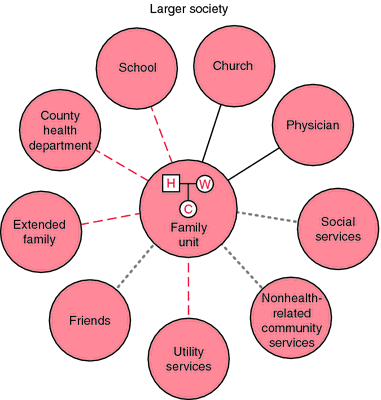 Larger society
School
Church
County
health
department
Physician
H
W
C
Family
unit
Extended
family
Social
services
Friends
Nonhealth-
related
community
services
Utility
services